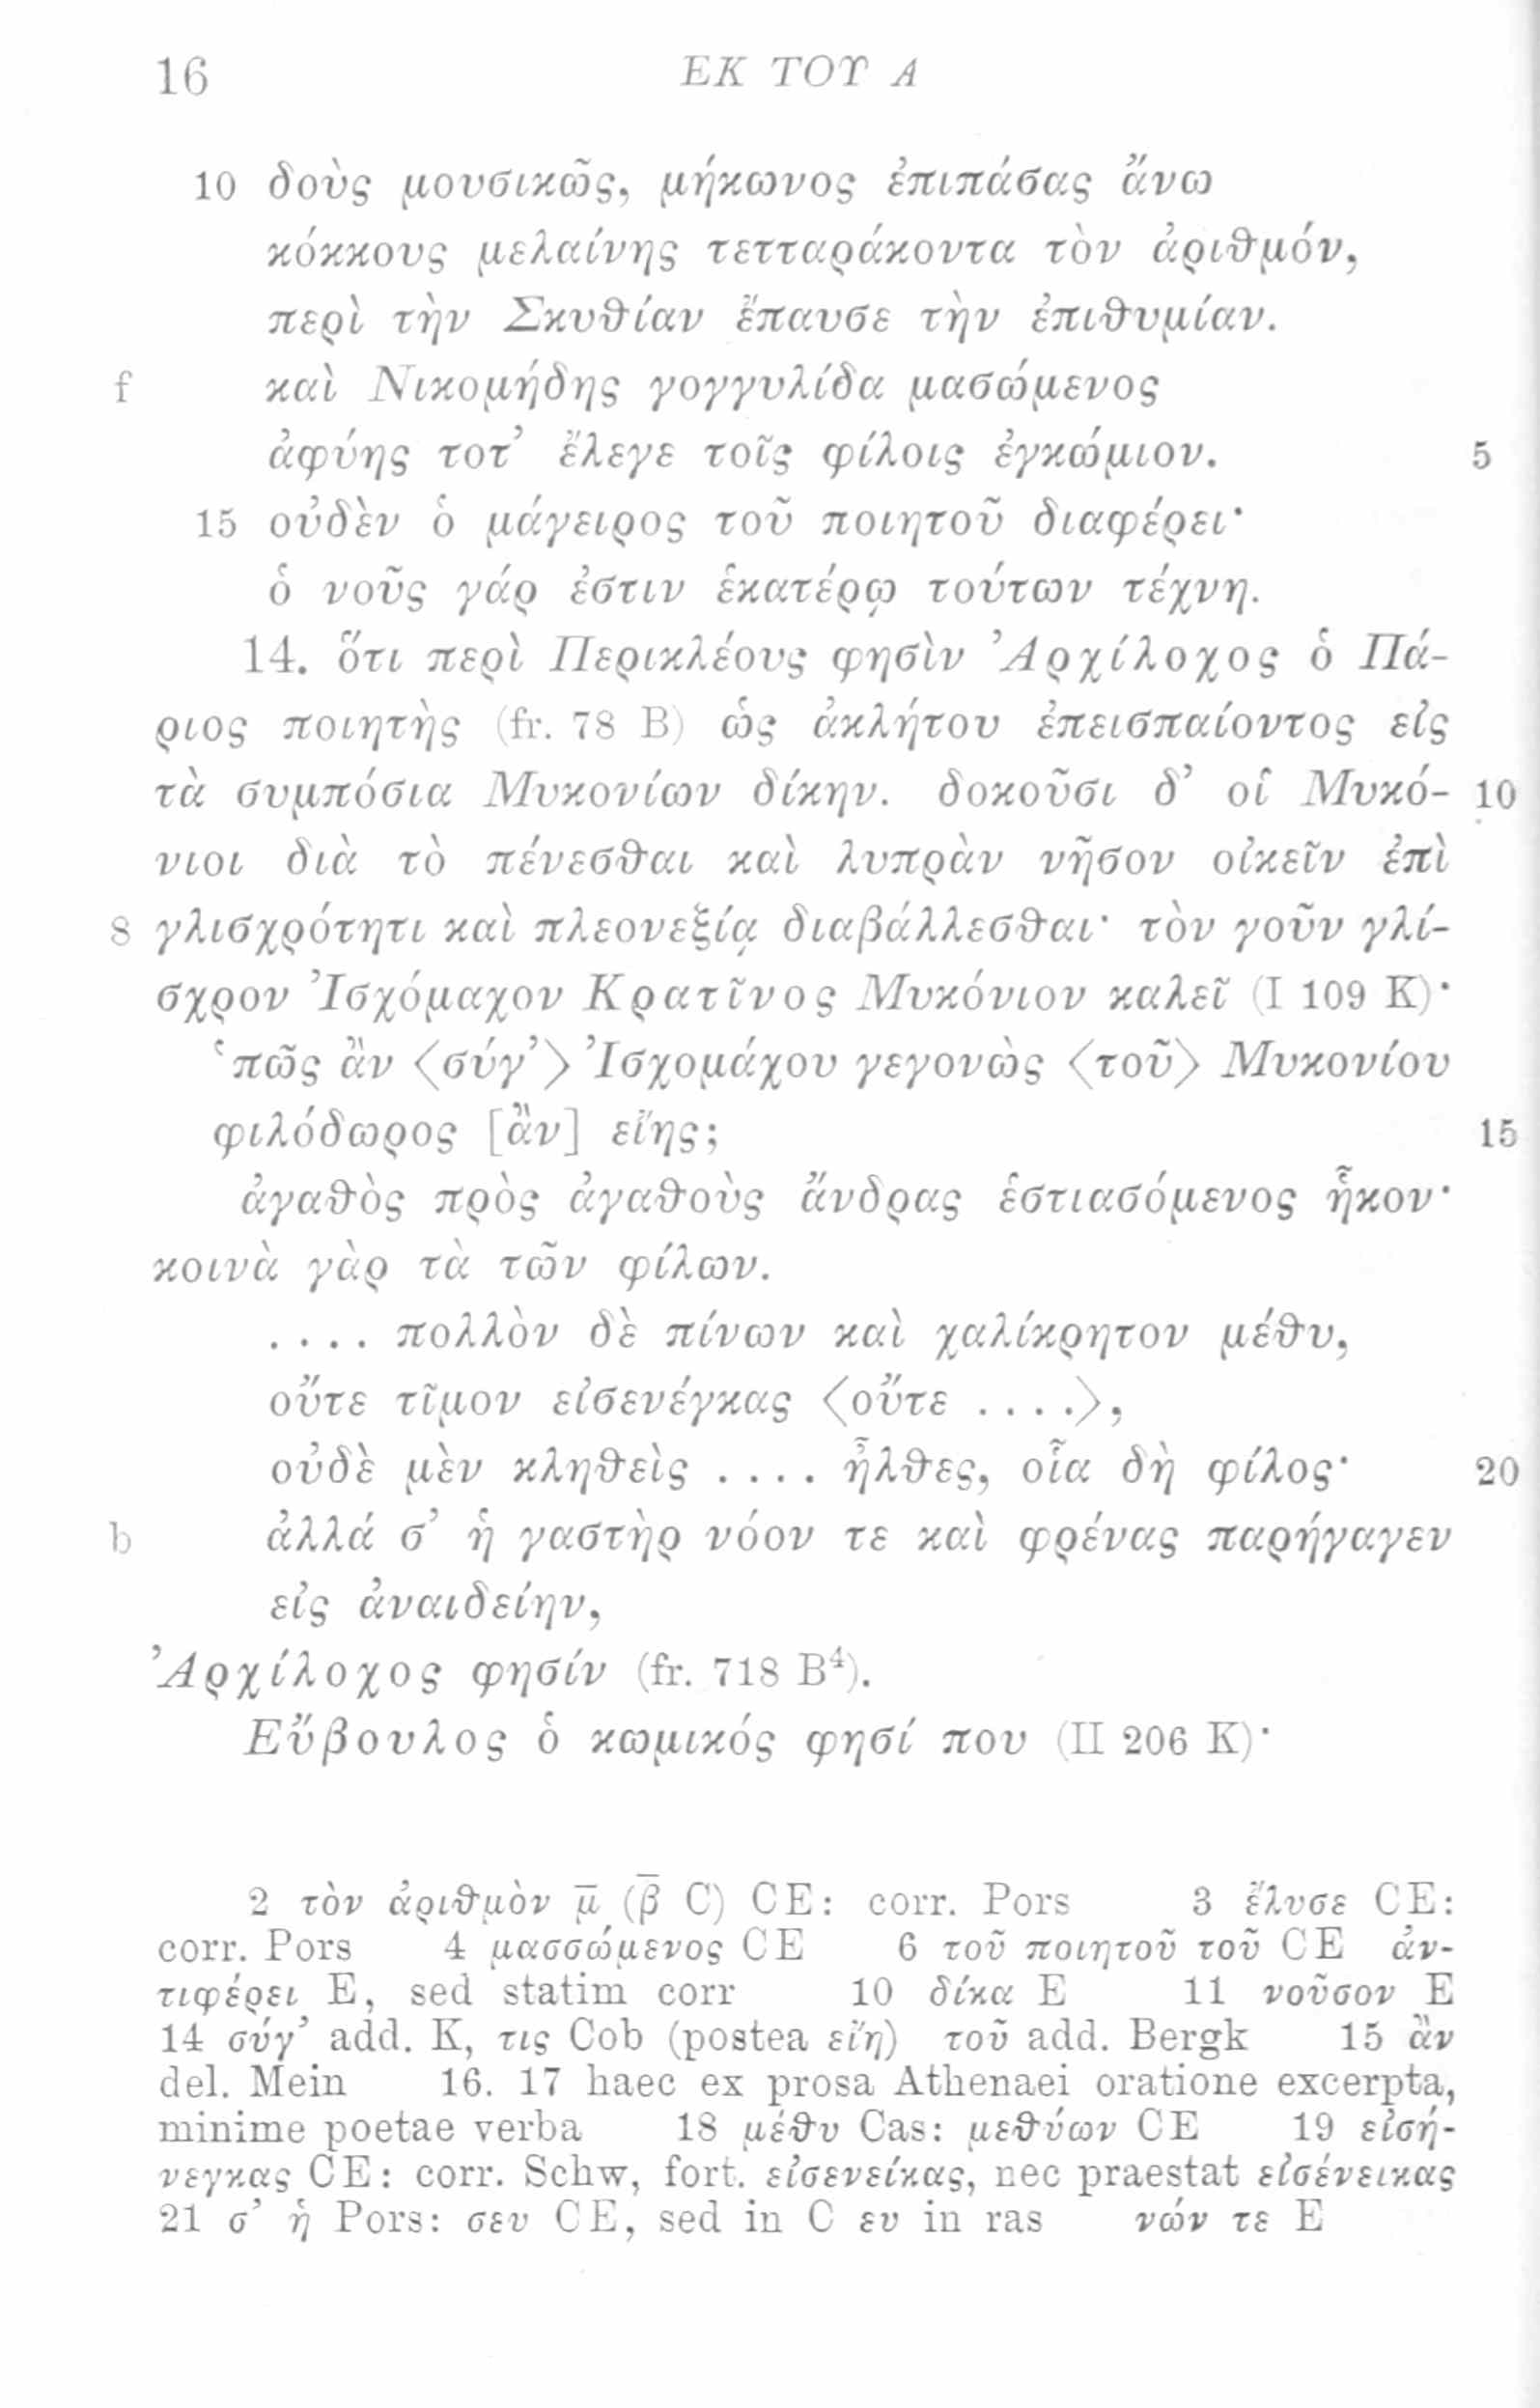 16 ΕΚ ΤΟΥ Α
10 δοὺς μουσικῶς, μήκωνος ἐπιπάσας ἄνω
κόκκους μελαίνης τετταράκοντα τὸν ἀριθμόν,
περὶ τὴν Σκυθίαν ἔπαυσε τὴν ἐπιθυμίαν.
f καὶ Νικομήδης γογγυλίδα μασώμενος
ἀφύης τοτ’ ἔλεγε τοῖς φίλοις ἐγκώμιον. 5
15 οὐδὲν ὁ μάγειρος τοῦ ποιητοῦ διαφέρει·
ὁ νοῦς γάρ ἐστιν ἑκατέρῳ τούτων τέχνη.
14. ὅτι περὶ Περικλέους φησὶν Ἀρχίλοχος ὁ Πά-
ριος ποιητὴς (fr. 78 B) ὡς ἀκλήτου ἐπεισπαίοντος εἰς
τὰ συμπόσια Μυκονίων δίκην. δοκοῦσι δ’ οἱ Μυκό- 10
νιοι διὰ τὸ πένεσθαι καὶ λυπρὰν νῆσον οἰκεῖν ἐπὶ
8 γλισχρότητι καὶ πλεονεξίᾳ διαβάλλεσθαι· τὸν γοῦν γλί-
σχρον Ἰσχόμαχον Κρατῖνος Μυκόνιον καλεῖ (I 109 K)·
‘πῶς ἂν ⟨σύγ’⟩ Ἰσχομάχου γεγονὼς ⟨τοῦ⟩ Μυκονίου
φιλόδωρος [ἂν] εἴης; 15
ἀγαθὸς πρὸς ἀγαθοὺς ἄνδρας ἑστιασόμενος ἧκον·
κοινὰ γὰρ τὰ τῶν φίλων.
.... πολλὸν δὲ πίνων καὶ χαλίκρητον μέθυ,
οὔτε τῖμον εἰσενέγκας ⟨οὔτε ....⟩,
οὐδὲ μὲν κληθεὶς .... ἦλθες, οἷα δὴ φίλος· 20
b ἀλλά σ’ ἡ γαστὴρ νόον τε καὶ φρένας παρήγαγεν
εἰς ἀναιδείην,
Ἀρχίλοχος φησίν (fr. 718 B⁴).
Εὔβουλος ὁ κωμικός φησί που (II 206 K)·
2 τὸν ἀριθμὸν μ̅ (β̅ C) CE: corr. Pors 3 ἔλυσε CE:
corr. Pors 4 μασσώμενος CE 6 τοῦ ποιητοῦ τοῦ CE ἀν-
τιφέρει E, sed statim corr 10 δίκα E 11 νοῦσον E
14 σύγ’ add. K, τις Cob (postea εἴη) τοῦ add. Bergk 15 ἂν
del. Mein 16. 17 haec ex prosa Athenaei oratione excerpta,
minime poetae verba 18 μέθυ Cas: μεθύων CE 19 εἰσή-
νεγκας CE: corr. Schw, fort. εἰσενείκας, nec praestat εἰσένεικας
21 σ’ ἡ Pors: σευ CE, sed in C ευ in ras νών τε E